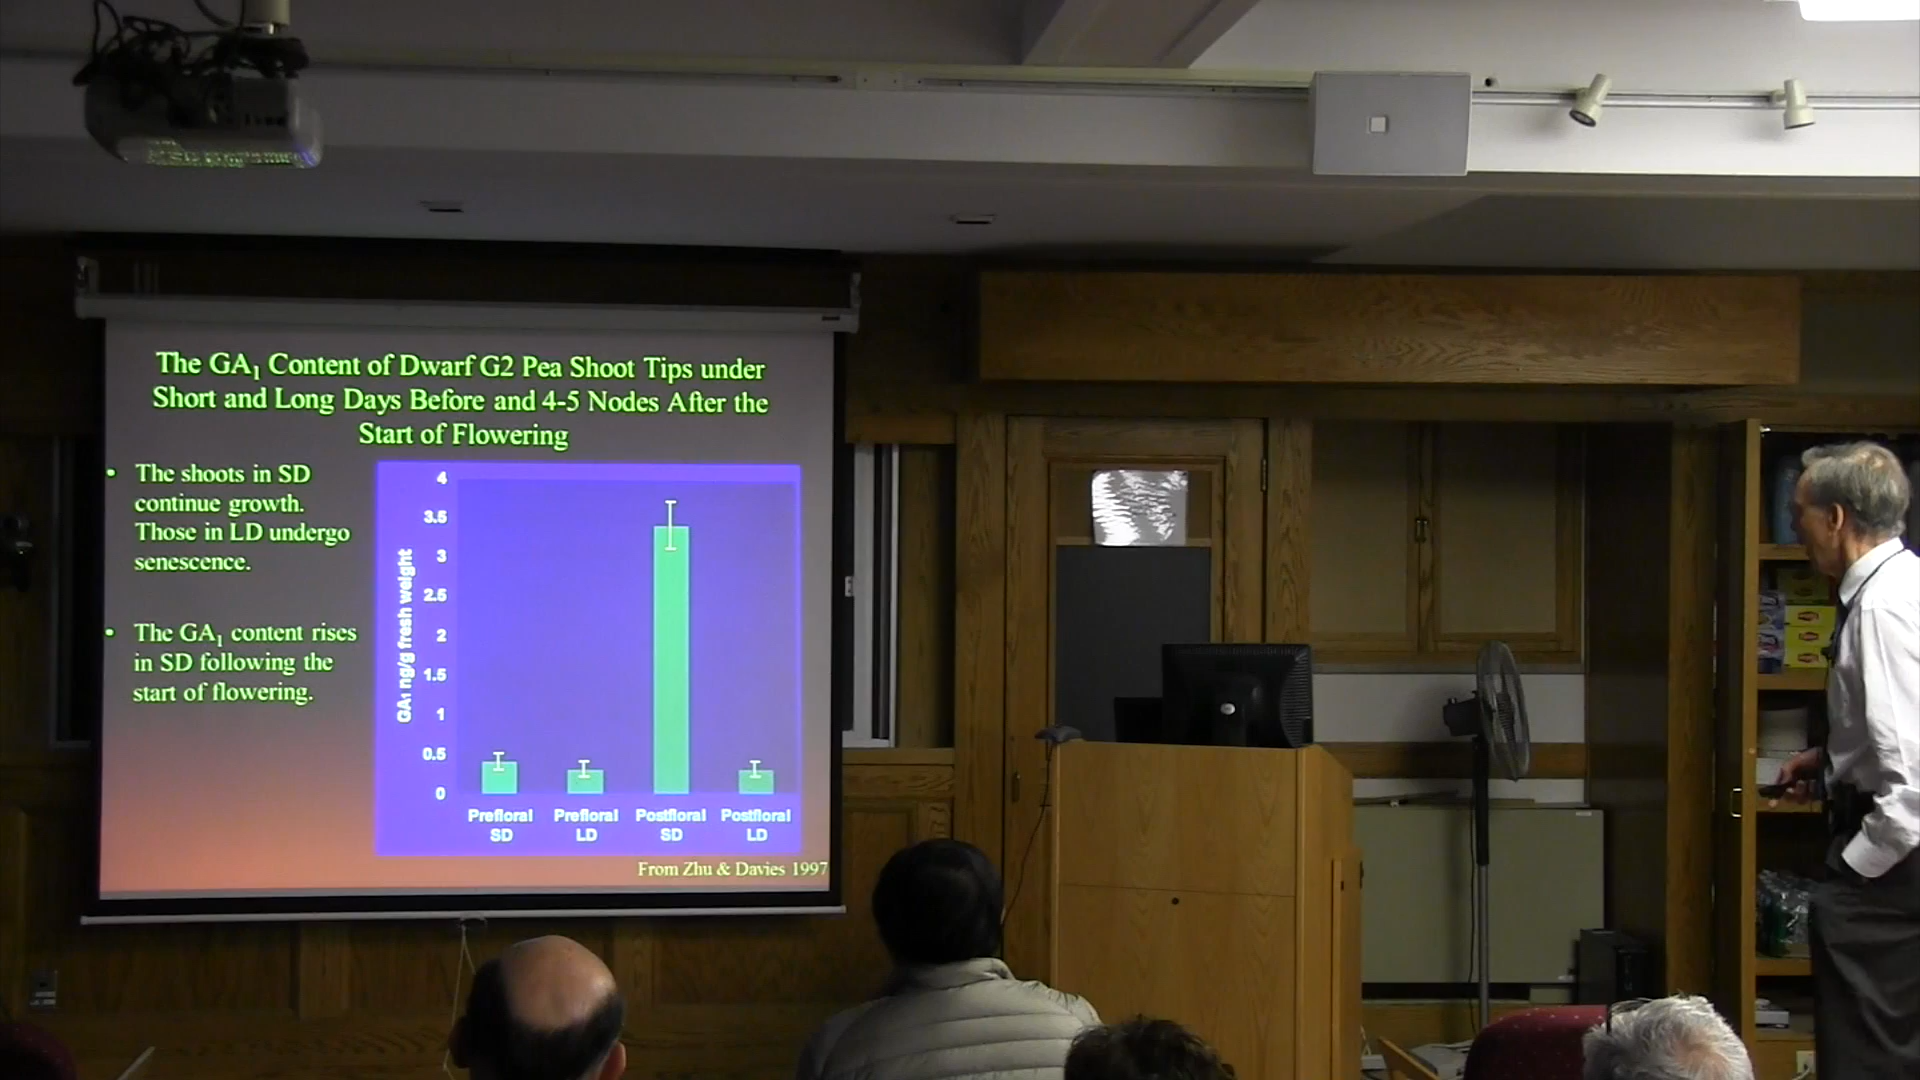 The GA1 Content of Dwarf G2 Pea Shoot Tips under
Short and Long Days Before and 4-5 Nodes After the
Start of Flowering
• The shoots in SD
continue growth.
Those in LD undergo
senescence.
• The GA1 content rises
in SD following the
start of flowering.
GA1 ng/g fresh weight
4
3.5
3
2.5
2
1.5
1
0.5
0
Prefloral SD
Prefloral LD
Postfloral SD
Postfloral LD
From Zhu & Davies 1997